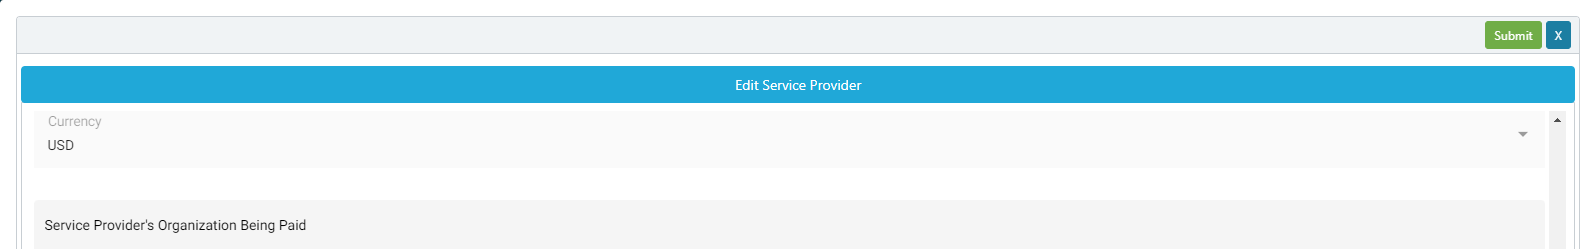 Submit X
Edit Service Provider
Currency
USD
Service Provider's Organization Being Paid